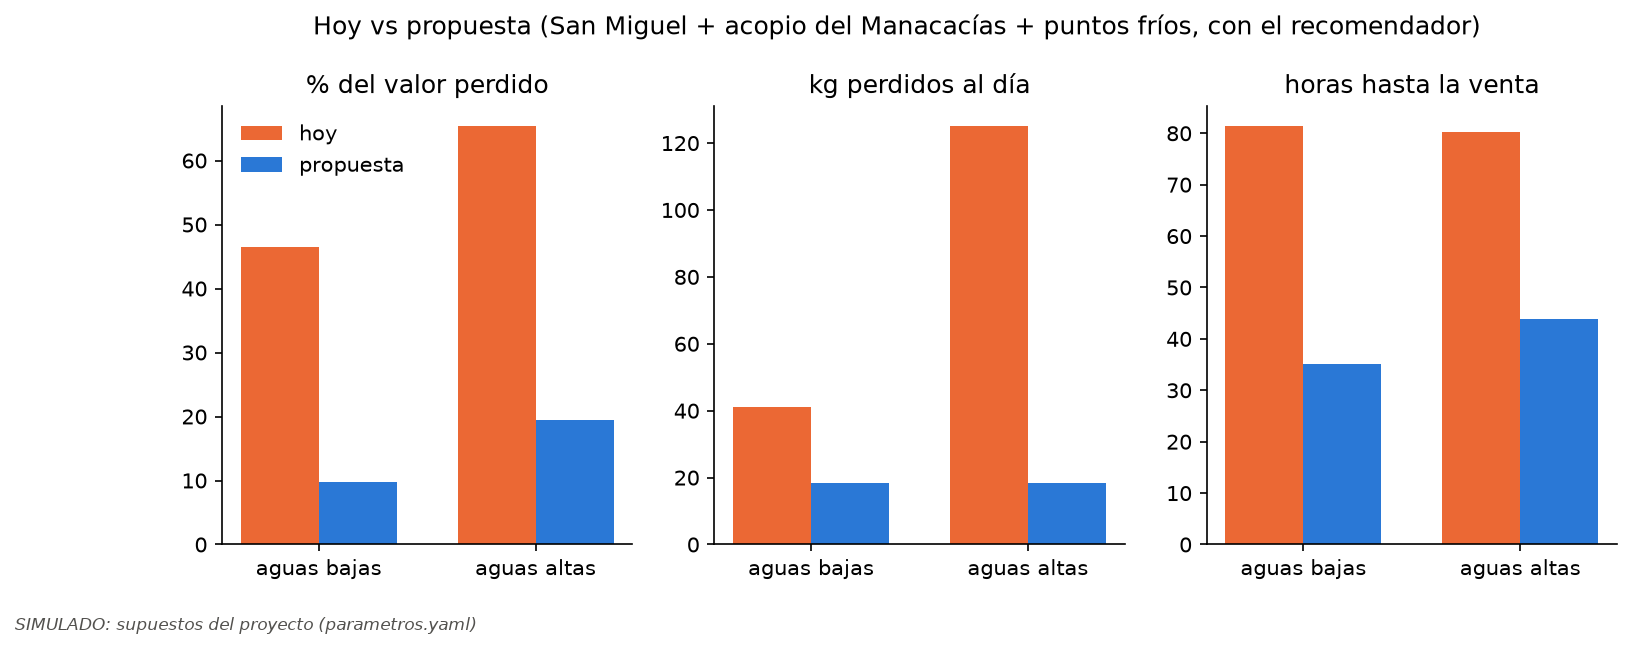 Hoy vs propuesta (San Miguel + acopio del Manacacías + puntos fríos, con el recomendador)
% del valor perdido
hoy
propuesta
60
50
40
30
20
10
0
aguas bajas
aguas altas
kg perdidos al día
120
100
80
60
40
20
0
aguas bajas
aguas altas
horas hasta la venta
80
70
60
50
40
30
20
10
0
aguas bajas
aguas altas
SIMULADO: supuestos del proyecto (parametros.yaml)